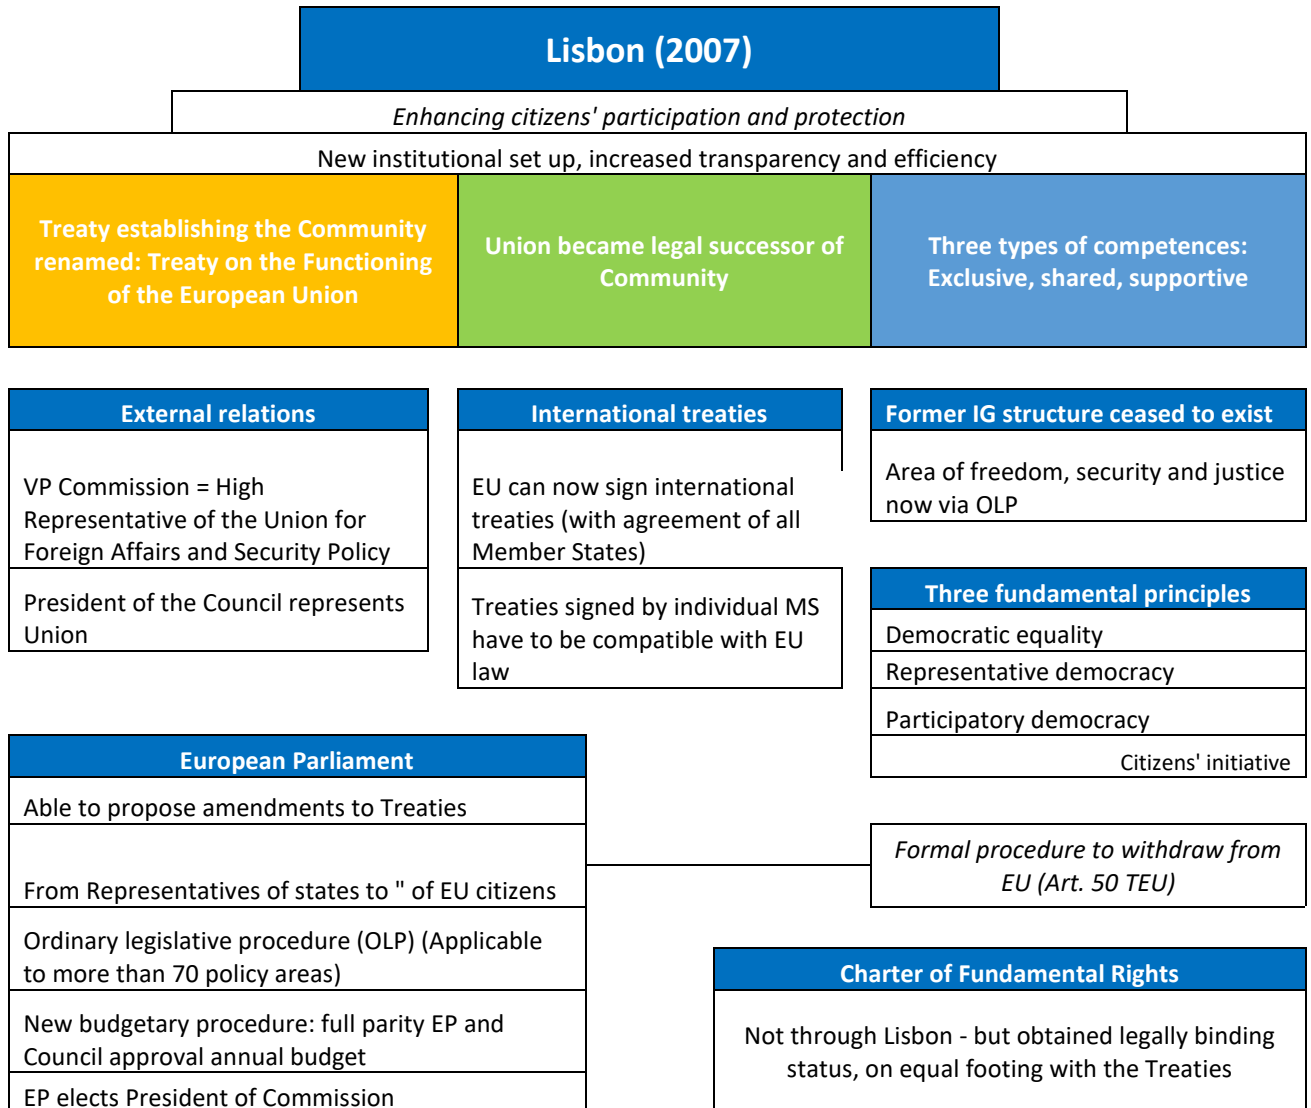 Lisbon (2007)
Enhancing citizens' participation and protection
New institutional set up, increased transparency and efficiency
Treaty establishing the Community
renamed: Treaty on the Functioning
of the European Union
Union became legal successor of
Community
Three types of competences:
Exclusive, shared, supportive
External relations
VP Commission = High
Representative of the Union for
Foreign Affairs and Security Policy
President of the Council represents
Union
International treaties
EU can now sign international
treaties (with agreement of all
Member States)
Treaties signed by individual MS
have to be compatible with EU
law
Former IG structure ceased to exist
Area of freedom, security and justice
now via OLP
Three fundamental principles
Democratic equality
Representative democracy
Participatory democracy
Citizens' initiative
European Parliament
Able to propose amendments to Treaties
From Representatives of states to " of EU citizens
Ordinary legislative procedure (OLP) (Applicable
to more than 70 policy areas)
New budgetary procedure: full parity EP and
Council approval annual budget
EP elects President of Commission
Formal procedure to withdraw from
EU (Art. 50 TEU)
Charter of Fundamental Rights
Not through Lisbon - but obtained legally binding
status, on equal footing with the Treaties